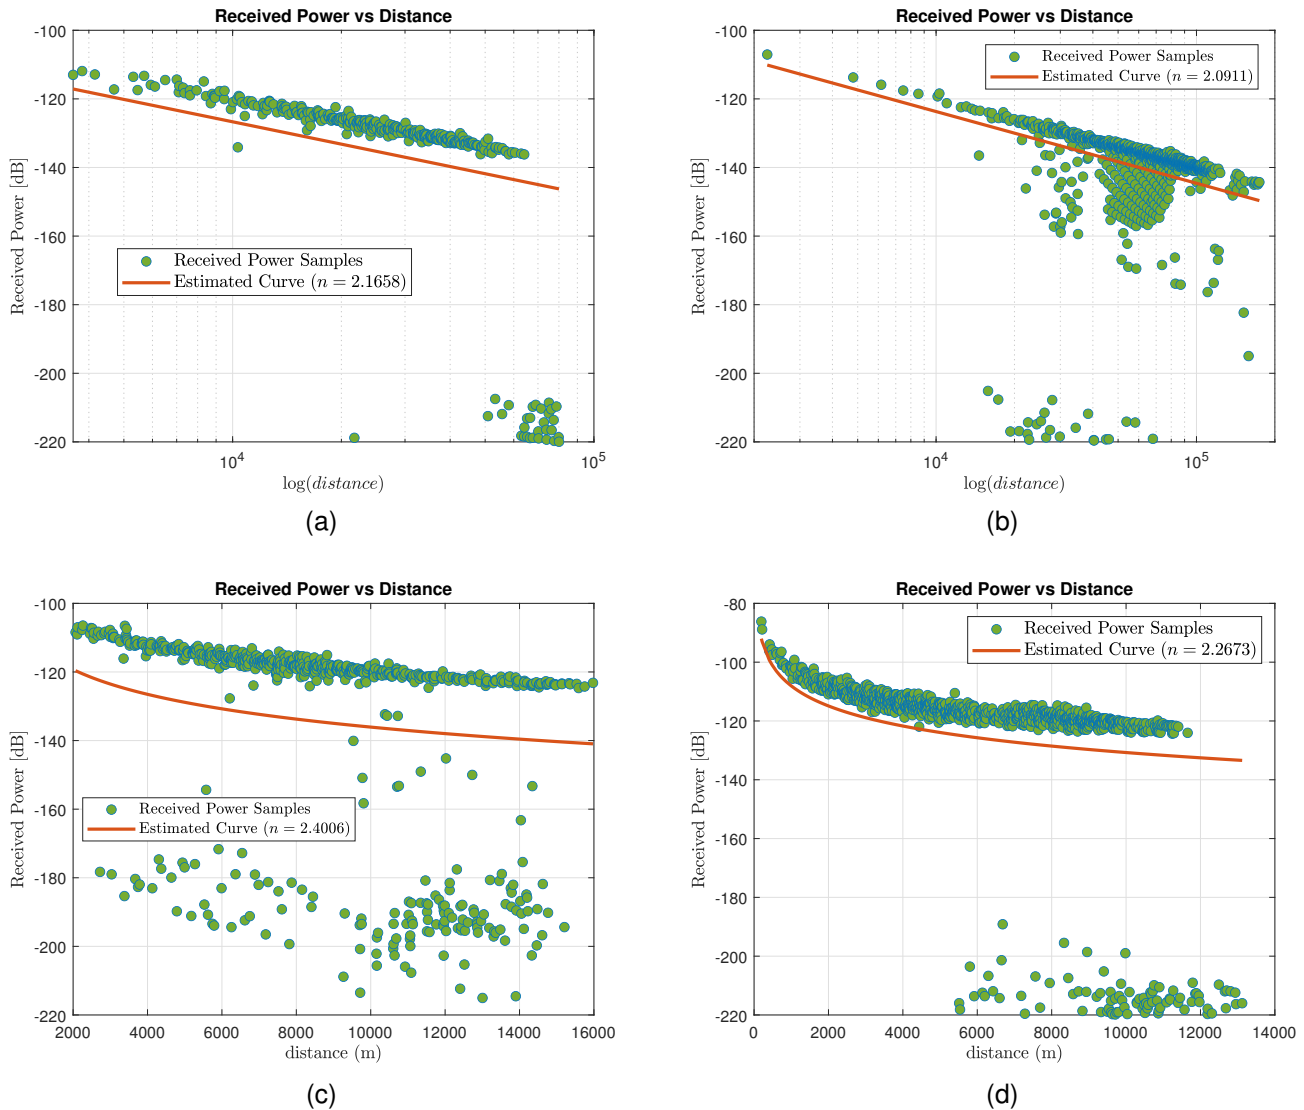 Received Power vs Distance
-100
-120
-140
-160
-180
-200
-220
Received Power [dB]
Received Power Samples
Estimated Curve (n = 2.1658)
10^4
10^5
log(distance)
(a)
Received Power vs Distance
-100
-120
-140
-160
-180
-200
-220
Received Power [dB]
Received Power Samples
Estimated Curve (n = 2.0911)
10^4
10^5
log(distance)
(b)
Received Power vs Distance
-100
-120
-140
-160
-180
-200
-220
Received Power [dB]
Received Power Samples
Estimated Curve (n = 2.4006)
2000 4000 6000 8000 10000 12000 14000 16000
distance (m)
(c)
Received Power vs Distance
-80
-100
-120
-140
-160
-180
-200
-220
Received Power [dB]
Received Power Samples
Estimated Curve (n = 2.2673)
0 2000 4000 6000 8000 10000 12000 14000
distance (m)
(d)